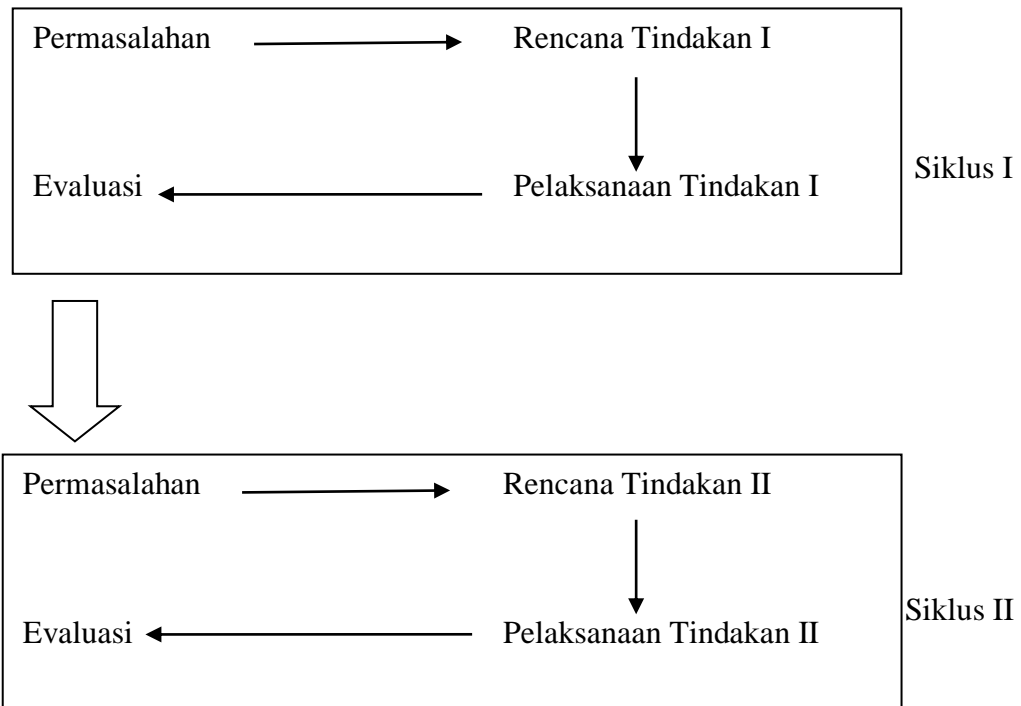 Permasalahan Rencana Tindakan I
Siklus I
Evaluasi Pelaksanaan Tindakan I
Permasalahan Rencana Tindakan II
Siklus II
Evaluasi Pelaksanaan Tindakan II